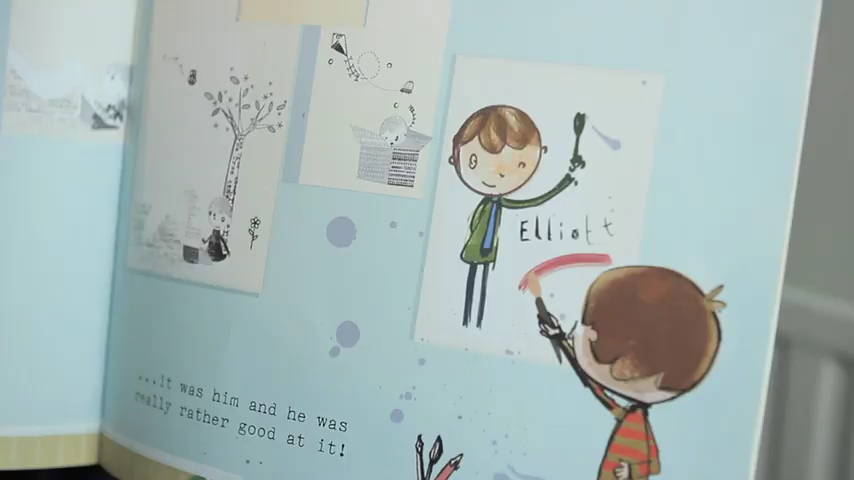 Elliott
...it was him and he was
really rather good at it!